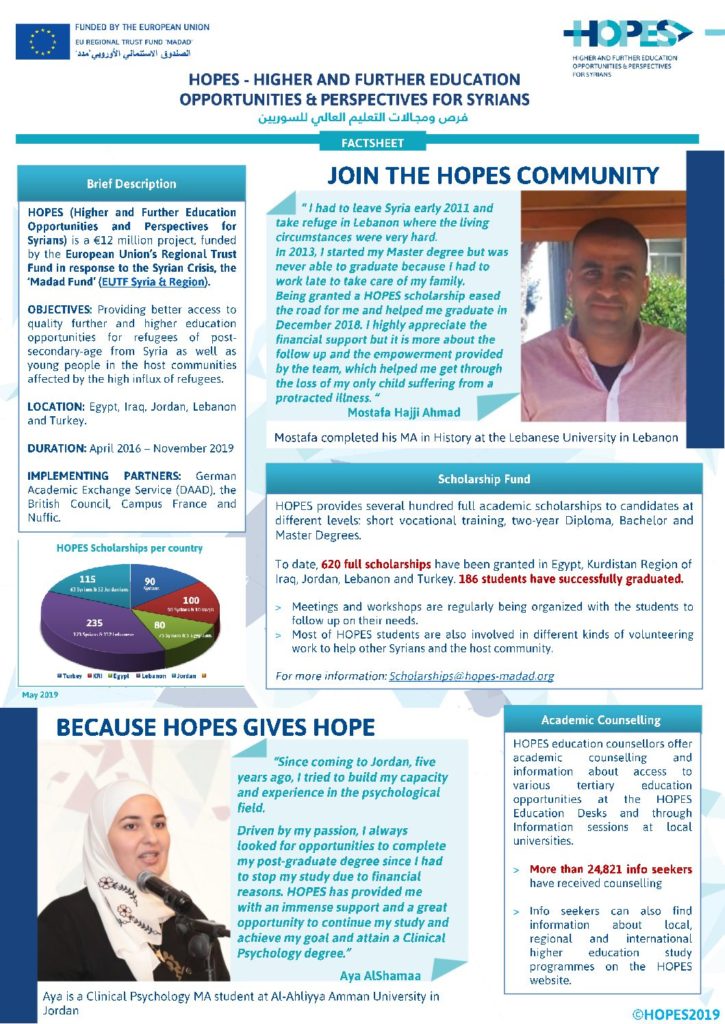 FUNDED BY THE EUROPEAN UNION
EU REGIONAL TRUST FUND 'MADAD'
الصندوق الاستئماني الأوروبي "مدد"
HOPES
HIGHER AND FURTHER EDUCATION
OPPORTUNITIES & PERSPECTIVES
FOR SYRIANS
HOPES - HIGHER AND FURTHER EDUCATION
OPPORTUNITIES & PERSPECTIVES FOR SYRIANS
فرص ومجالات التعليم العالي للسوريين
FACTSHEET
Brief Description
HOPES (Higher and Further Education
Opportunities and Perspectives for
Syrians) is a €12 million project, funded
by the European Union's Regional Trust
Fund in response to the Syrian Crisis, the
'Madad Fund' (EUTF Syria & Region).
OBJECTIVES: Providing better access to
quality further and higher education
opportunities for refugees of post-
secondary-age from Syria as well as
young people in the host communities
affected by the high influx of refugees.
LOCATION: Egypt, Iraq, Jordan, Lebanon
and Turkey.
DURATION: April 2016 – November 2019
IMPLEMENTING PARTNERS: German
Academic Exchange Service (DAAD), the
British Council, Campus France and
Nuffic.
HOPES Scholarships per country
115
63 Syrians & 52 Jordanians
90
Syrians
100
80
235
Turkey KRI Egypt Lebanon Jordan
May 2019
JOIN THE HOPES COMMUNITY
" I had to leave Syria early 2011 and
take refuge in Lebanon where the living
circumstances were very hard.
In 2013, I started my Master degree but was
never able to graduate because I had to
work late to take care of my family.
Being granted a HOPES scholarship eased
the road for me and helped me graduate in
December 2018. I highly appreciate the
financial support but it is more about the
follow up and the empowerment provided
by the team, which helped me get through
the loss of my only child suffering from a
protracted illness. "
Mostafa Hajji Ahmad
Mostafa completed his MA in History at the Lebanese University in Lebanon
Scholarship Fund
HOPES provides several hundred full academic scholarships to candidates at
different levels: short vocational training, two-year Diploma, Bachelor and
Master Degrees.
To date, 620 full scholarships have been granted in Egypt, Kurdistan Region of
Iraq, Jordan, Lebanon and Turkey. 186 students have successfully graduated.
> Meetings and workshops are regularly being organized with the students to
follow up on their needs.
> Most of HOPES students are also involved in different kinds of volunteering
work to help other Syrians and the host community.
For more information: Scholarships@hopes-madad.org
BECAUSE HOPES GIVES HOPE
"Since coming to Jordan, five
years ago, I tried to build my capacity
and experience in the psychological
field.
Driven by my passion, I always
looked for opportunities to complete
my post-graduate degree since I had
to stop my study due to financial
reasons. HOPES has provided me
with an immense support and a great
opportunity to continue my study and
achieve my goal and attain a Clinical
Psychology degree."
Aya AlShamaa
Aya is a Clinical Psychology MA student at Al-Ahliyya Amman University in
Jordan
Academic Counselling
HOPES education counsellors offer
academic counselling and
information about access to
various tertiary education
opportunities at the HOPES
Education Desks and through
Information sessions at local
universities.
> More than 24,821 info seekers
have received counselling
> Info seekers can also find
information about local,
regional and international
higher education study
programmes on the HOPES
website.
©HOPES2019